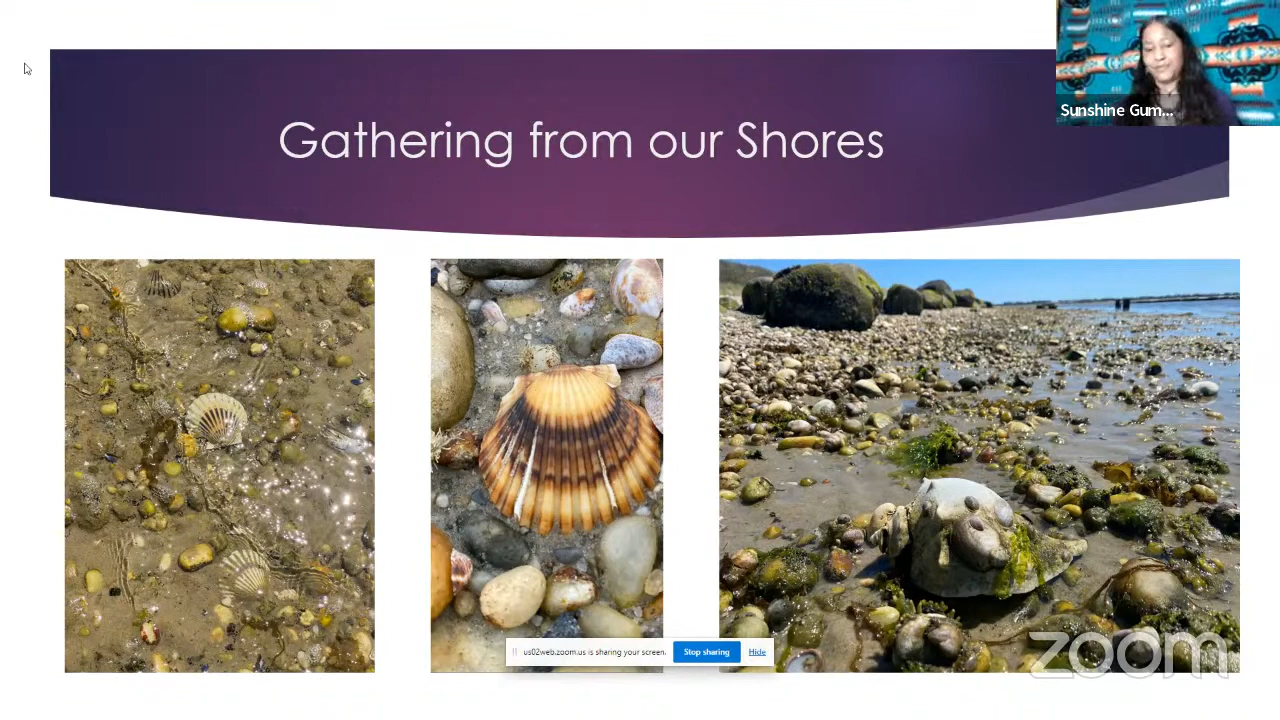 Gathering from our Shores
Sunshine Gum...
us02web.zoom.us is sharing your screen.
Stop sharing
Hide
zoom